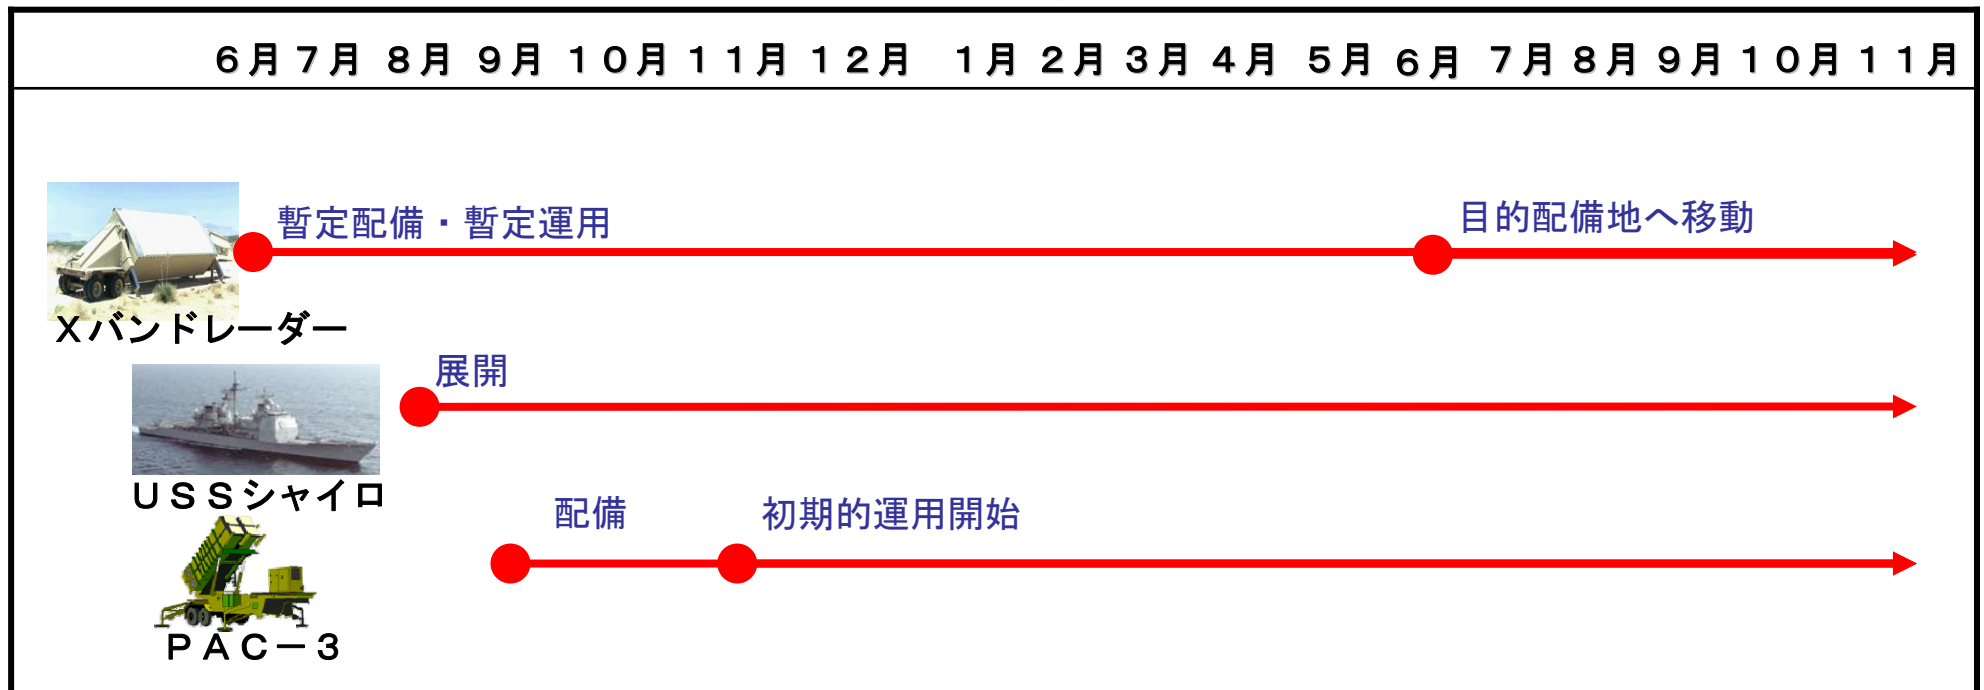 ６月 ７月 ８月 ９月 １０月 １１月 １２月 １月 ２月 ３月 ４月 ５月 ６月 ７月 ８月 ９月 １０月 １１月
暫定配備・暫定運用
目的配備地へ移動
Ｘバンドレーダー
展開
ＵＳＳシャイロ
配備
初期的運用開始
ＰＡＣ－３